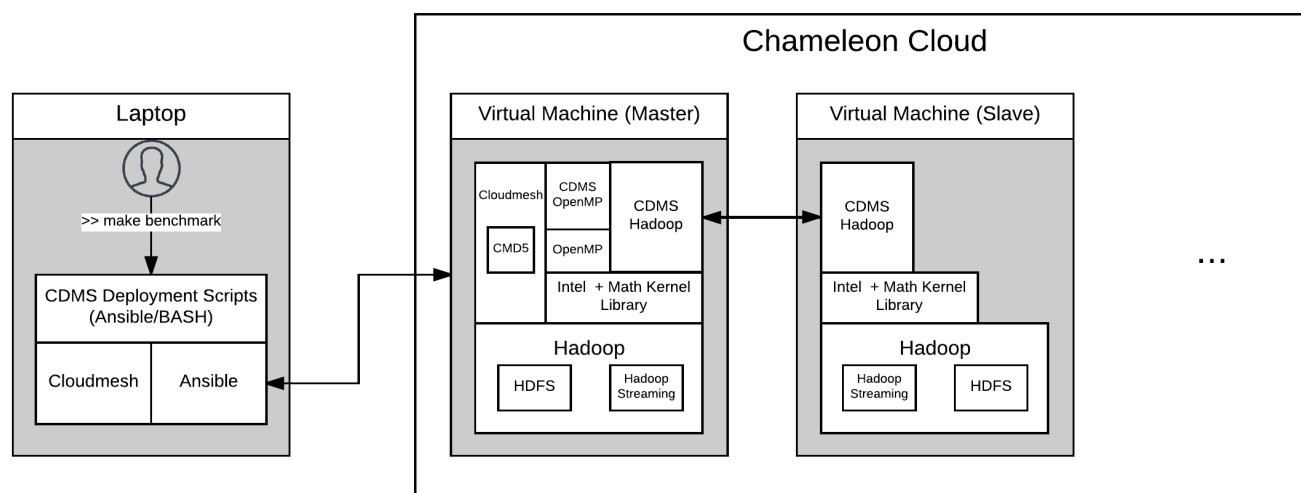 Chameleon Cloud
Laptop
>> make benchmark
CDMS Deployment Scripts
(Ansible/BASH)
Cloudmesh
Ansible
Virtual Machine (Master)
Cloudmesh
CMD5
CDMS
OpenMP
OpenMP
CDMS
Hadoop
Intel + Math Kernel
Library
Hadoop
HDFS
Hadoop
Streaming
Virtual Machine (Slave)
CDMS
Hadoop
Intel + Math Kernel
Library
Hadoop
Hadoop
Streaming
HDFS
...